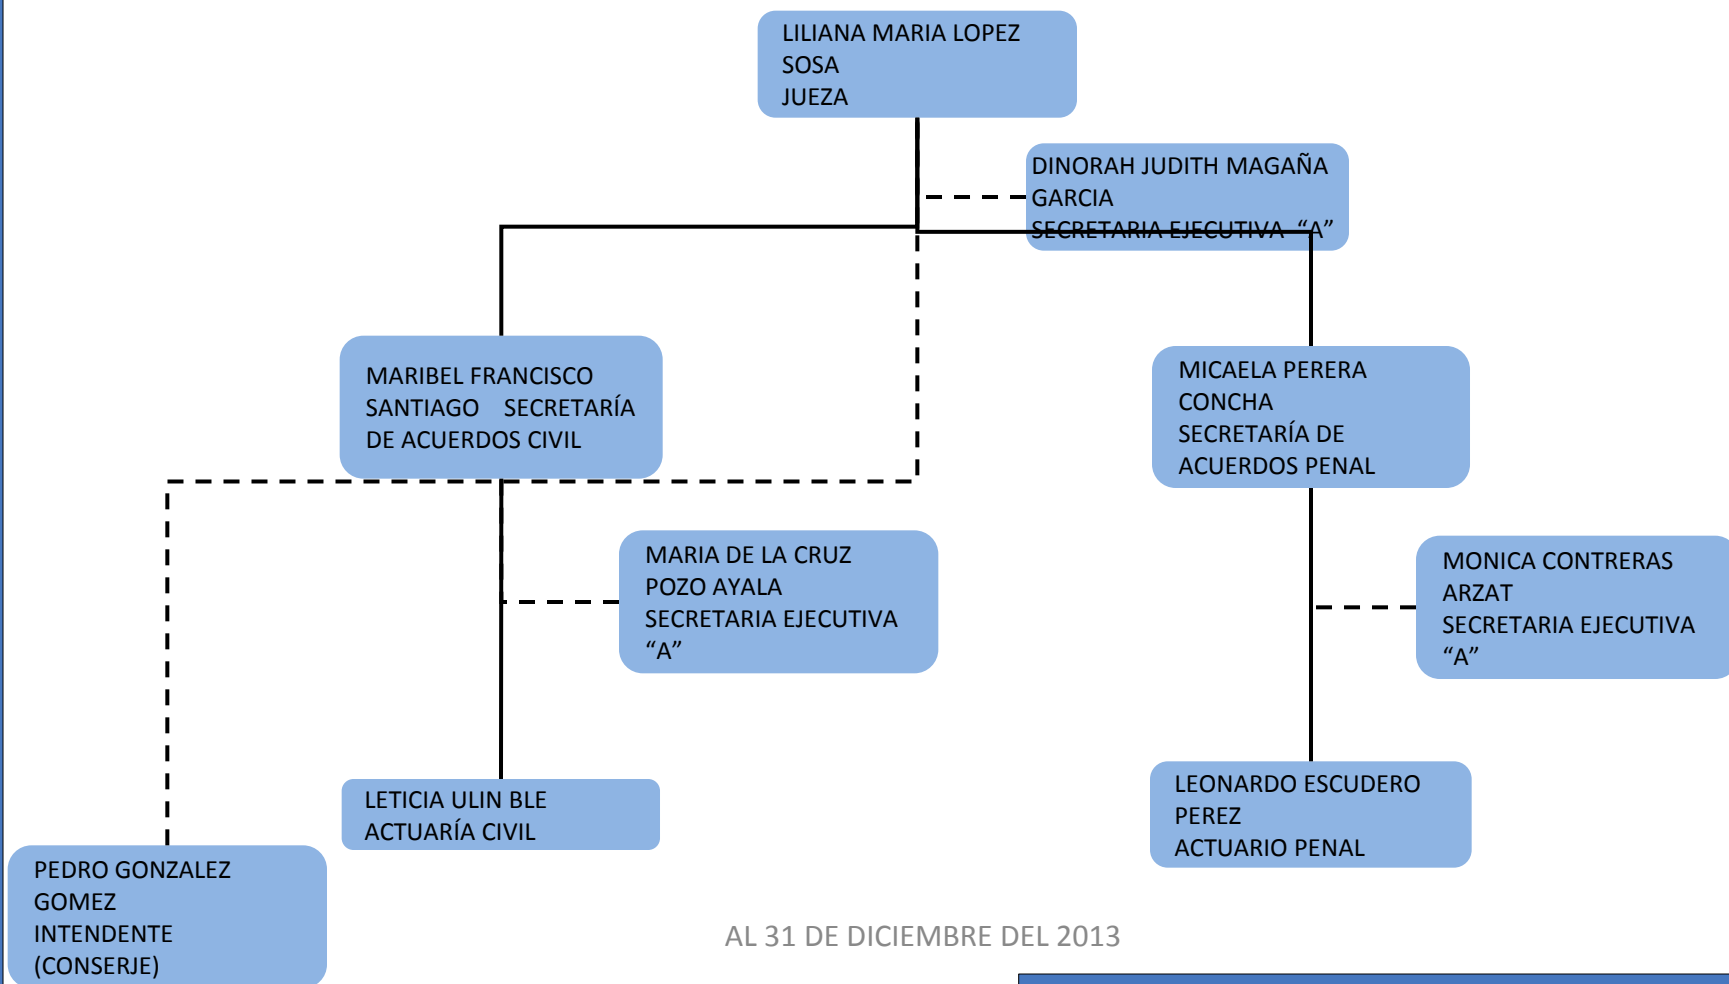 LILIANA MARIA LOPEZ
SOSA
JUEZA
DINORAH JUDITH MAGAÑA
GARCIA
SECRETARIA EJECUTIVA “A”
MARIBEL FRANCISCO
SANTIAGO SECRETARÍA
DE ACUERDOS CIVIL
MICAELA PERERA
CONCHA
SECRETARÍA DE
ACUERDOS PENAL
MARIA DE LA CRUZ
POZO AYALA
SECRETARIA EJECUTIVA
“A”
MONICA CONTRERAS
ARZAT
SECRETARIA EJECUTIVA
“A”
LETICIA ULIN BLE
ACTUARÍA CIVIL
LEONARDO ESCUDERO
PEREZ
ACTUARIO PENAL
PEDRO GONZALEZ
GOMEZ
INTENDENTE
(CONSERJE)
AL 31 DE DICIEMBRE DEL 2013